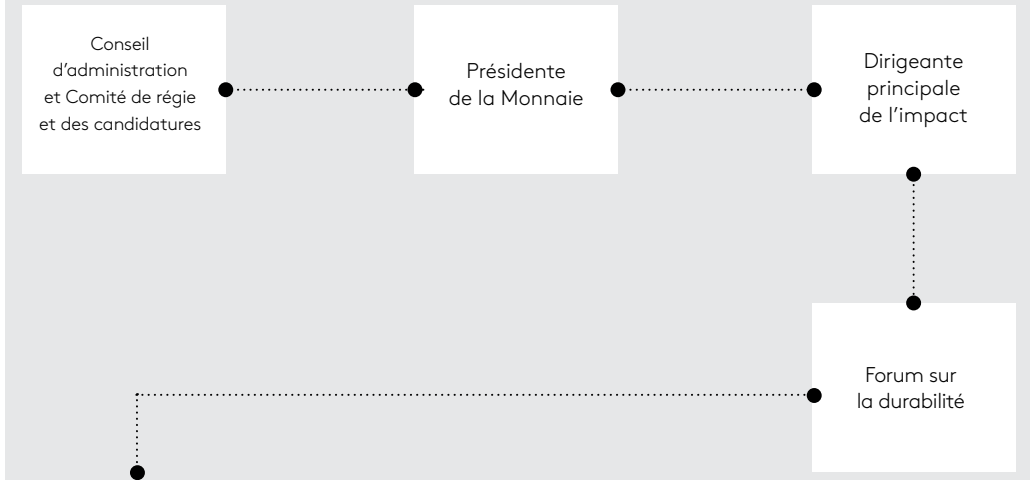 Conseil
d’administration
et Comité de régie
et des candidatures
Présidente
de la Monnaie
Dirigeante
principale
de l’impact
Forum sur
la durabilité